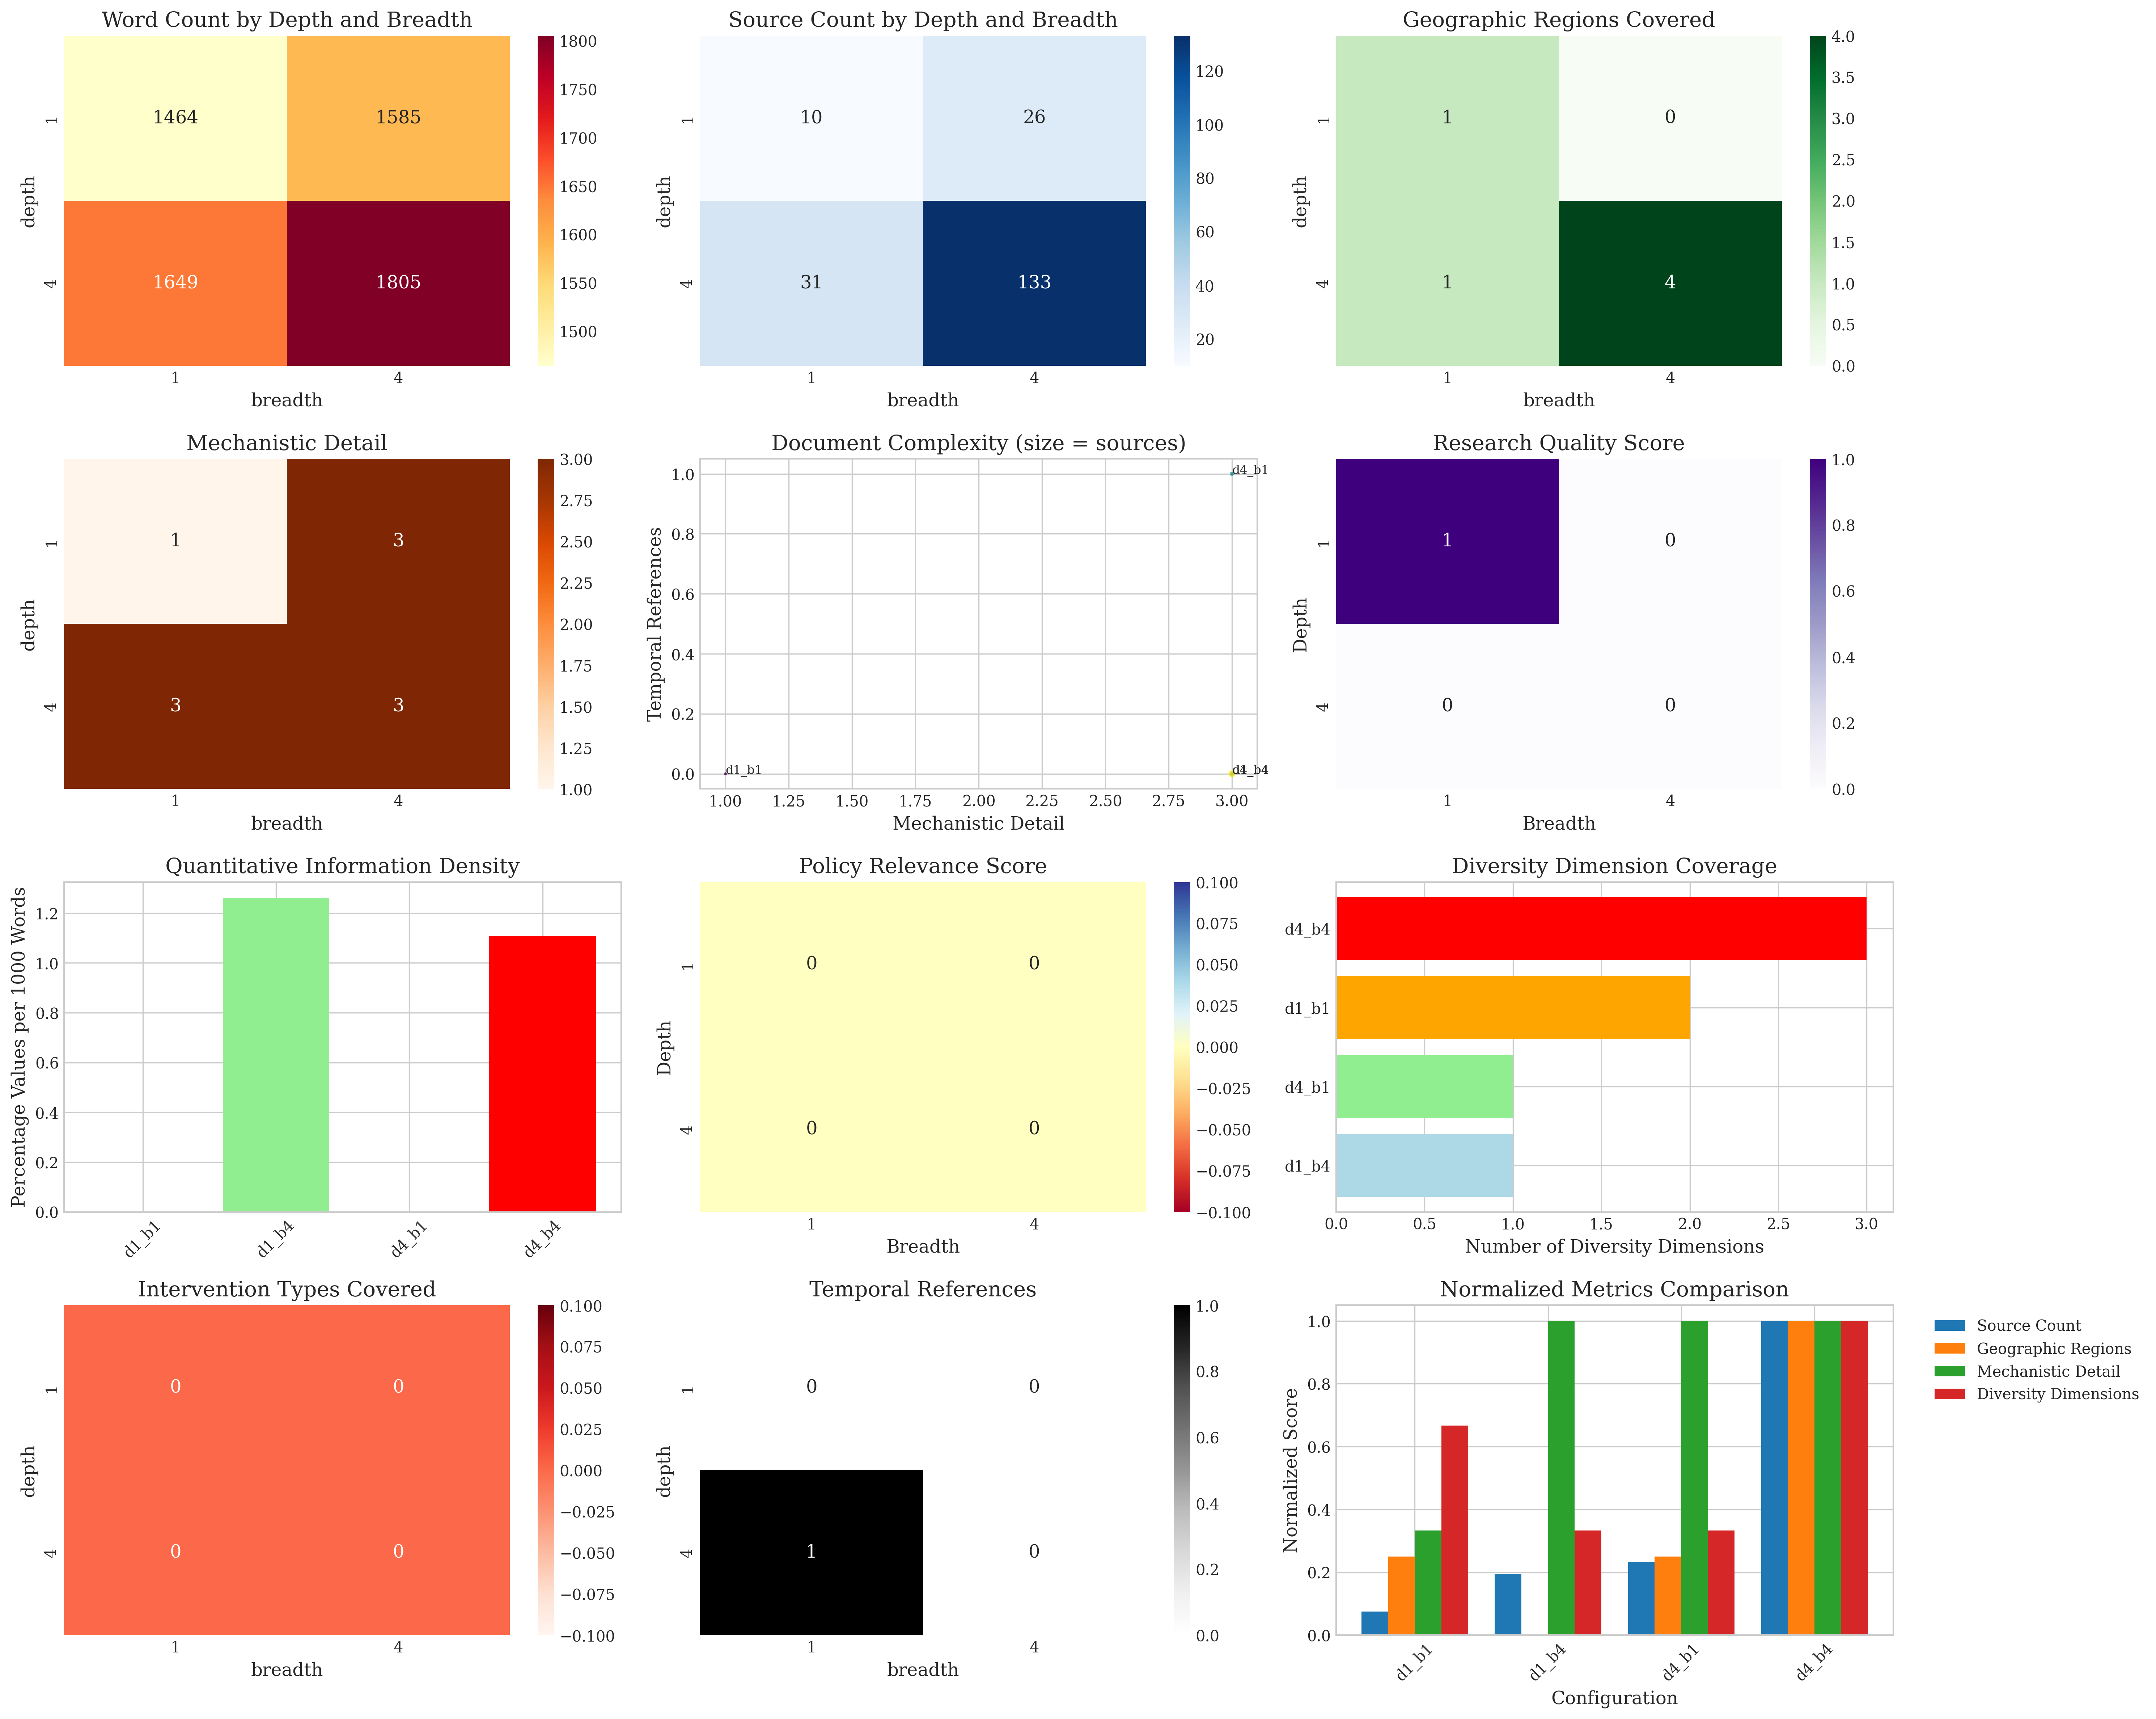 Word Count by Depth and Breadth
1464 1585
1649 1805
1
4
depth
1 4
breadth
1800
1750
1700
1650
1600
1550
1500
Source Count by Depth and Breadth
10 26
31 133
1
4
depth
1 4
breadth
120
100
80
60
40
20
Geographic Regions Covered
1 0
1 4
1
4
depth
1 4
breadth
4.0
3.5
3.0
2.5
2.0
1.5
1.0
0.5
0.0
Mechanistic Detail
1 3
3 3
1
4
depth
1 4
breadth
3.00
2.75
2.50
2.25
2.00
1.75
1.50
1.25
1.00
Document Complexity (size = sources)
1.0
0.8
0.6
0.4
0.2
0.0
Temporal References
d4_b1
d1_b1
d4_b4
1.00 1.25 1.50 1.75 2.00 2.25 2.50 2.75 3.00
Mechanistic Detail
Research Quality Score
1 0
0 0
1
4
Depth
1 4
Breadth
1.0
0.8
0.6
0.4
0.2
0.0
Quantitative Information Density
Percentage Values per 1000 Words
1.2
1.0
0.8
0.6
0.4
0.2
0.0
d1_b1 d1_b4 d4_b1 d4_b4
Policy Relevance Score
0 0
0 0
1
4
Depth
1 4
Breadth
0.100
0.075
0.050
0.025
0.000
−0.025
−0.050
−0.075
−0.100
Diversity Dimension Coverage
d4_b4
d1_b1
d4_b1
d1_b4
0.0 0.5 1.0 1.5 2.0 2.5 3.0
Number of Diversity Dimensions
Intervention Types Covered
0 0
0 0
1
4
depth
1 4
breadth
0.100
0.075
0.050
0.025
0.000
−0.025
−0.050
−0.075
−0.100
Temporal References
0 0
1 0
1
4
depth
1 4
breadth
1.0
0.8
0.6
0.4
0.2
0.0
Normalized Metrics Comparison
Normalized Score
1.0
0.8
0.6
0.4
0.2
0.0
d1_b1 d1_b4 d4_b1 d4_b4
Configuration
Source Count
Geographic Regions
Mechanistic Detail
Diversity Dimensions